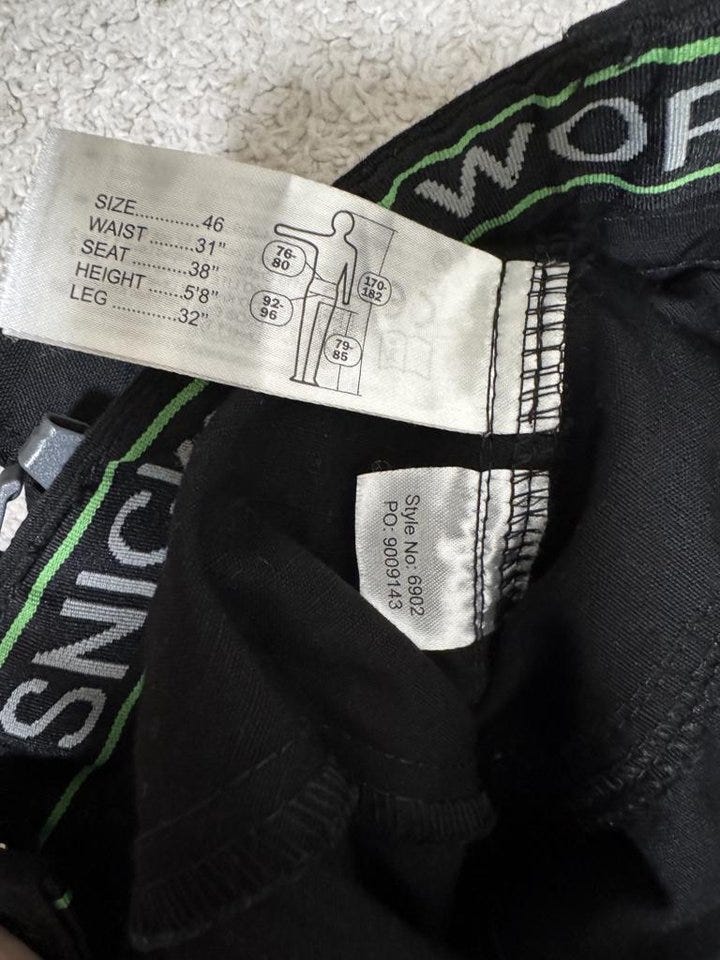 SIZE............46
WAIST ........31"
SEAT ..........38"
HEIGHT ......5'8"
LEG ............32"
76-
80
92-
96
170-
182
79-
85
Style No: 6902
PO: 9009143
WOR
SNIC